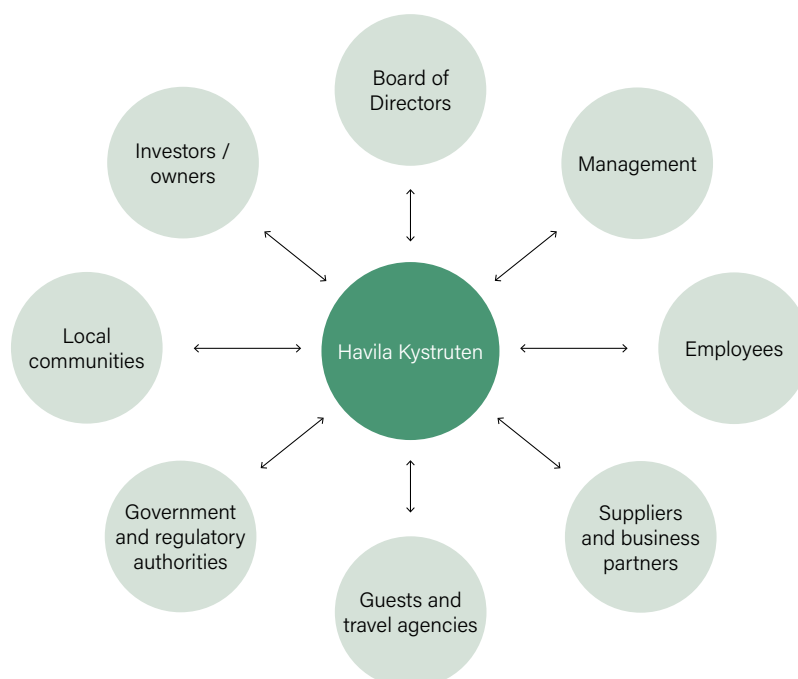 Board of
Directors
Investors /
owners
Management
Local
communities
Havila Kystruten
Employees
Government
and regulatory
authorities
Suppliers
and business
partners
Guests and
travel agencies